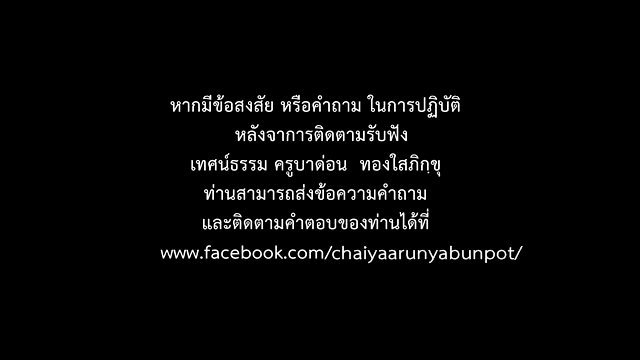 หากมีข้อสงสัย หรือคำถาม ในการปฏิบัติ
หลังจาการติดตามรับฟัง
เทศน์ธรรม ครูบาด่อน ทองใสภิกฺขุ
ท่านสามารถส่งข้อความคำถาม
และติดตามคำตอบของท่านได้ที่
www.facebook.com/chaiyaarunyabunpot/